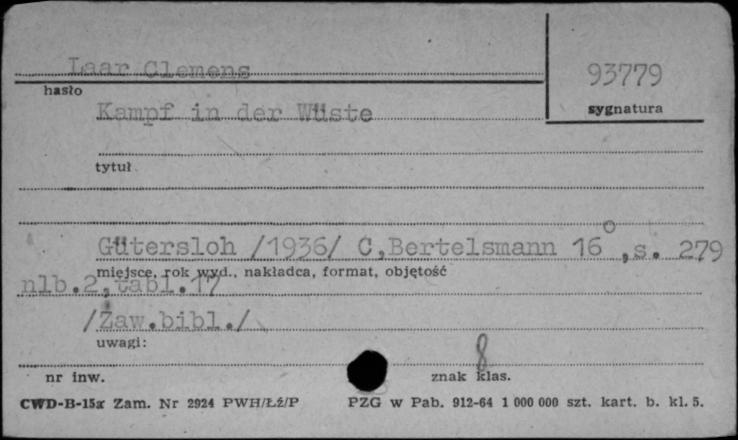 Laar Clemens
93779
hasło
sygnatura
Kampf in der Wüste
tytuł
Gütersloh /1936/ C,Bertelsmann 16° ,s. 279
miejsce, rok wyd., nakładca, format, objętość
nlb.2,tabl.17
/Zaw.bibl./
uwagi:
8
nr inw.
znak klas.
CWD-B-15x Zam. Nr 2924 PWH/ŁŹ/P PZG w Pab. 912-64 1 000 000 szt. kart. b. kl. 5.